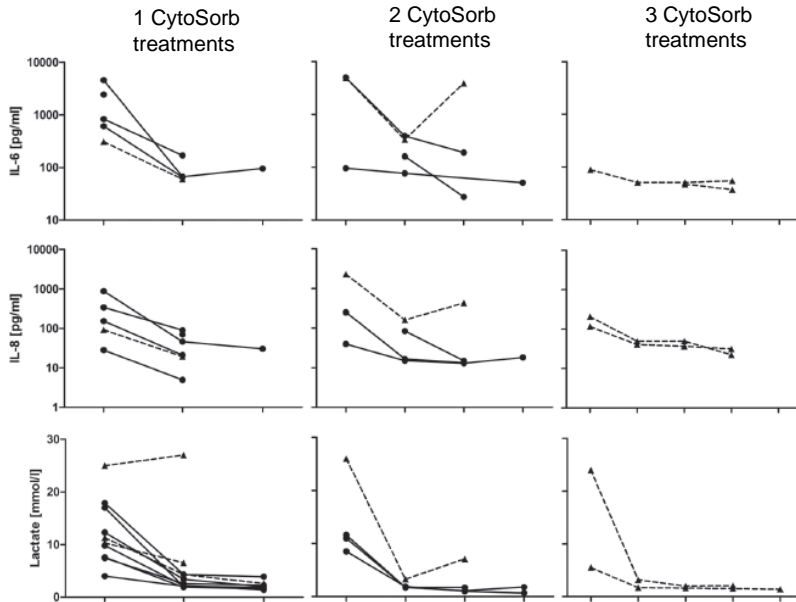 1 CytoSorb
treatments
2 CytoSorb
treatments
3 CytoSorb
treatments
10000
1000
100
10
IL-6 [pg/ml]
10000
1000
100
10
1
IL-8 [pg/ml]
30
20
10
0
Lactate [mmol/l]